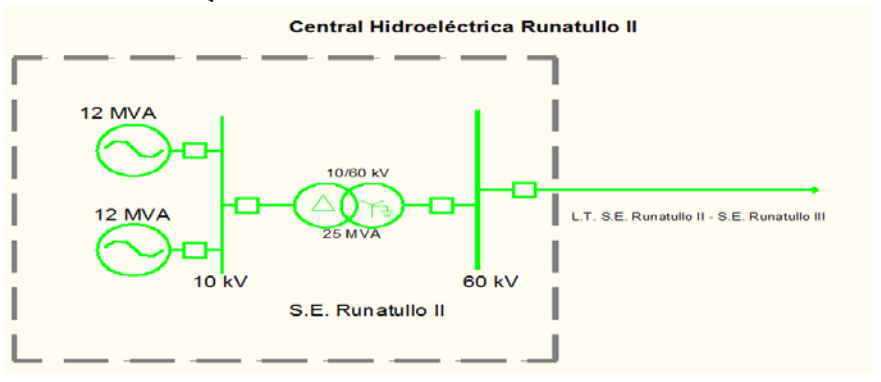 Central Hidroeléctrica Runatullo II
12 MVA
10/60 kV
12 MVA
25 MVA
L.T. S.E. Runatullo II - S.E. Runatullo III
10 kV
60 kV
S.E. Runatullo II